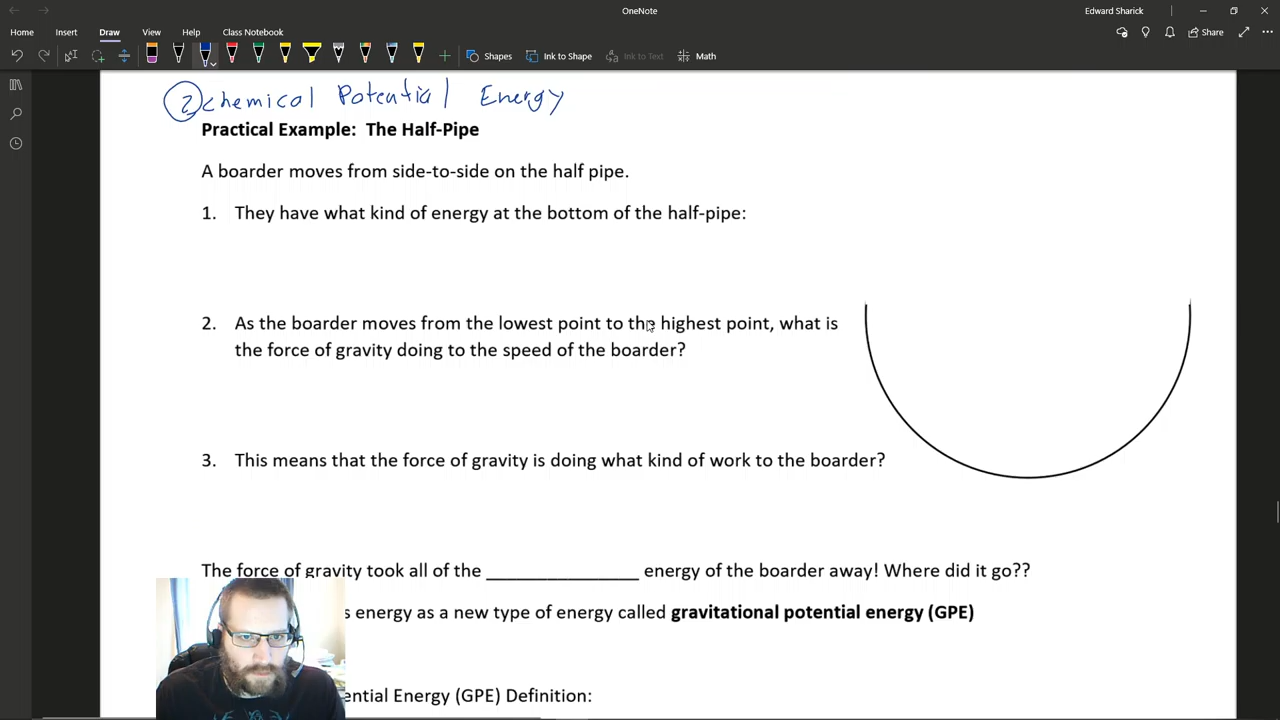 OneNote
Edward Sharick
Home Insert Draw View Help Class Notebook
Share
Shapes Ink to Shape Ink to Text Math
2 Chemical Potential Energy
Practical Example: The Half-Pipe
A boarder moves from side-to-side on the half pipe.
1. They have what kind of energy at the bottom of the half-pipe:
2. As the boarder moves from the lowest point to the highest point, what is
the force of gravity doing to the speed of the boarder?
3. This means that the force of gravity is doing what kind of work to the boarder?
The force of gravity took all of the _______________ energy of the boarder away! Where did it go??
energy as a new type of energy called gravitational potential energy (GPE)
Energy (GPE) Definition: